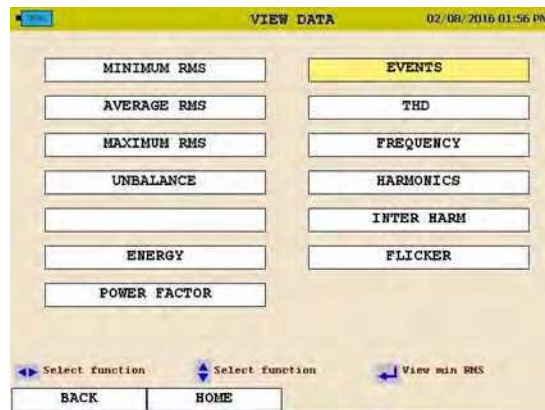 VIEW DATA 02/08/2016 01:56 PM
MINIMUM RMS
AVERAGE RMS
MAXIMUM RMS
UNBALANCE
ENERGY
POWER FACTOR
EVENTS
THD
FREQUENCY
HARMONICS
INTER HARM
FLICKER
Select function Select function View min RMS
BACK HOME